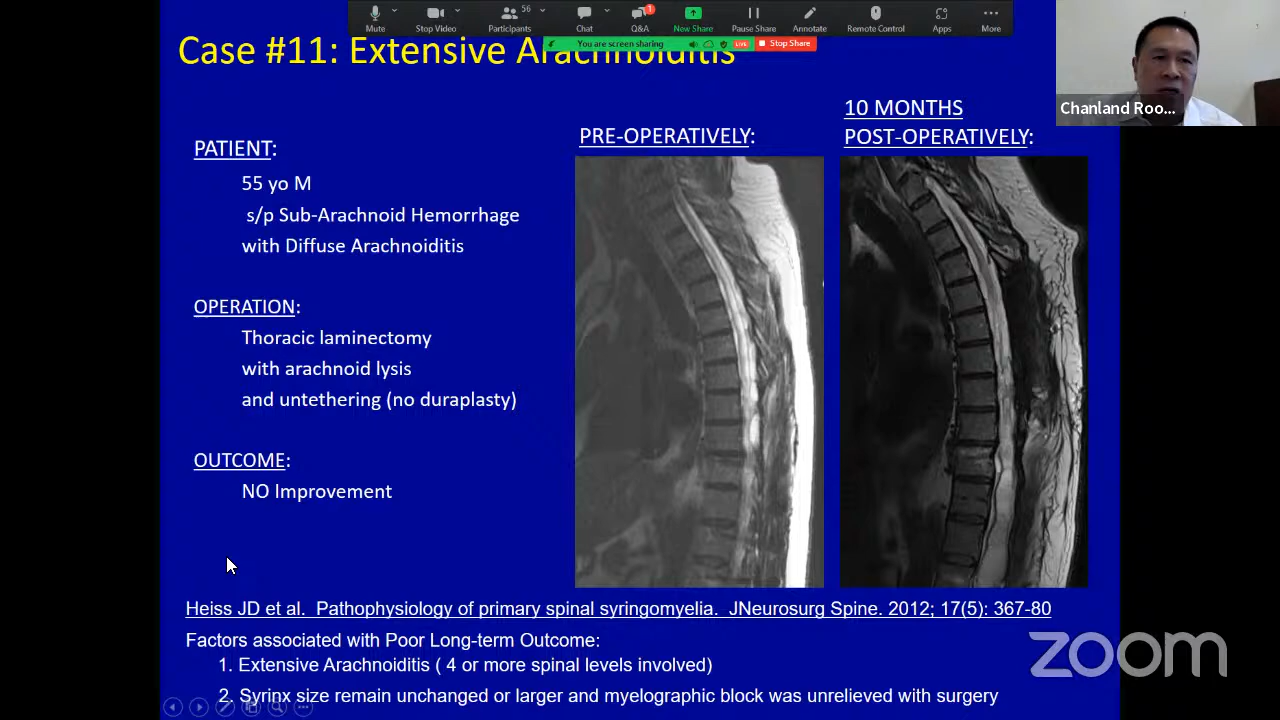 56
1
Mute
Stop Video
Participants
Chat
Q&A
New Share
Pause Share
Annotate
Remote Control
Apps
More
You are screen sharing
LIVE
Stop Share
Case #11: Extensive Arachnoiditis
Chanland Roo...
PATIENT:
55 yo M
s/p Sub-Arachnoid Hemorrhage
with Diffuse Arachnoiditis
OPERATION:
Thoracic laminectomy
with arachnoid lysis
and untethering (no duraplasty)
OUTCOME:
NO Improvement
PRE-OPERATIVELY:
10 MONTHS
POST-OPERATIVELY:
Heiss JD et al. Pathophysiology of primary spinal syringomyelia. JNeurosurg Spine. 2012; 17(5): 367-80
Factors associated with Poor Long-term Outcome:
1. Extensive Arachnoiditis ( 4 or more spinal levels involved)
2. Syrinx size remain unchanged or larger and myelographic block was unrelieved with surgery
zoom